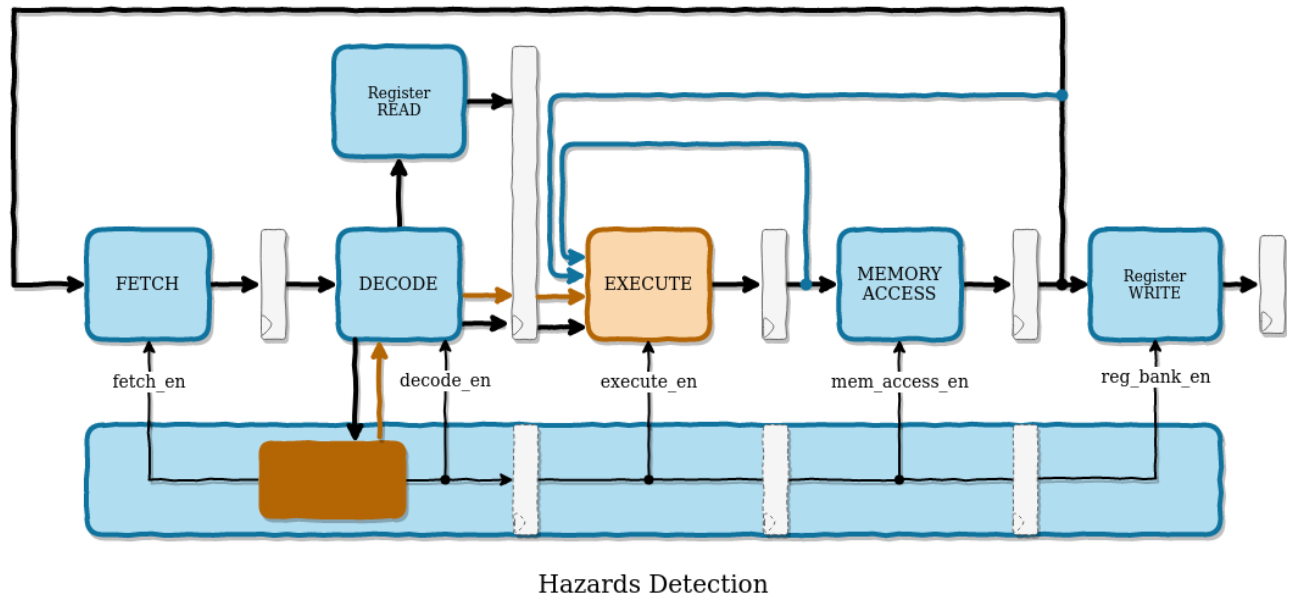 Register
READ
FETCH
DECODE
EXECUTE
MEMORY
ACCESS
Register
WRITE
fetch_en
decode_en
execute_en
mem_access_en
reg_bank_en
Hazards Detection